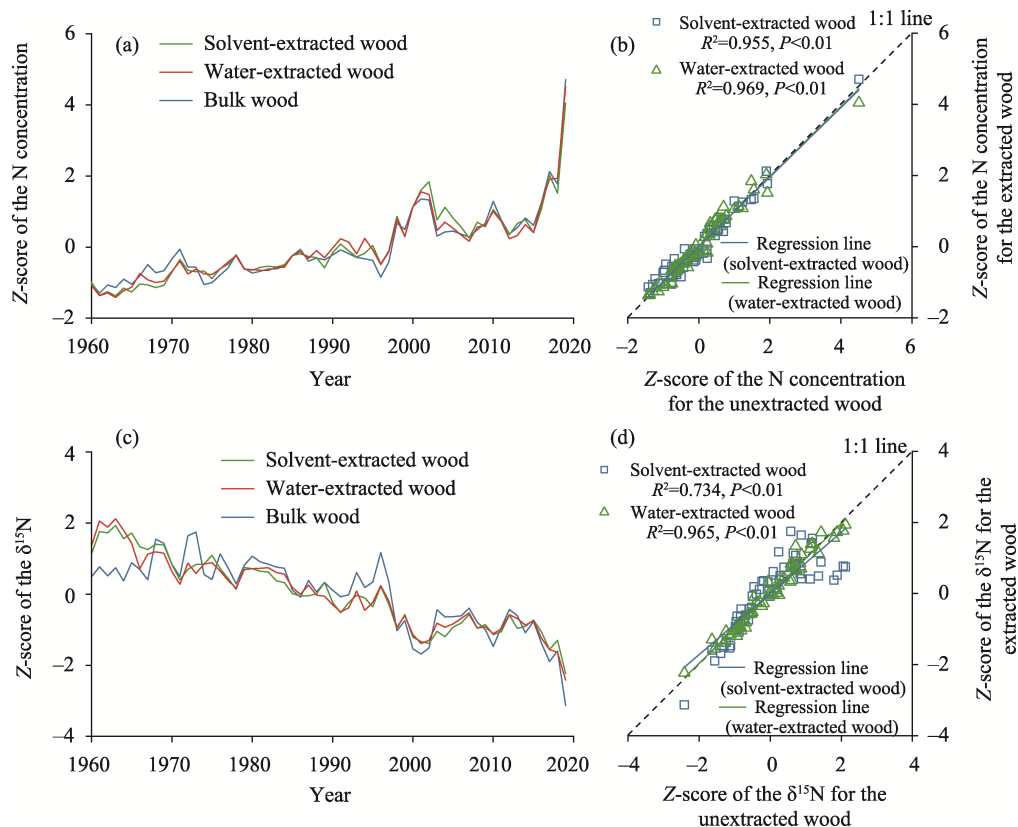 (a)
Solvent-extracted wood
Water-extracted wood
Bulk wood
Z-score of the N concentration
6
4
2
0
–2
1960
1970
1980
1990
2000
2010
2020
Year
(b)
1:1 line
Solvent-extracted wood
R²=0.955, P<0.01
Water-extracted wood
R²=0.969, P<0.01
Regression line
(solvent-extracted wood)
Regression line
(water-extracted wood)
6
4
2
0
–2
Z-score of the N concentration
for the extracted wood
–2
0
2
4
6
Z-score of the N concentration
for the unextracted wood
(c)
Solvent-extracted wood
Water-extracted wood
Bulk wood
Z-score of the δ¹⁵N
4
2
0
–2
–4
1960
1970
1980
1990
2000
2010
2020
Year
(d)
1:1 line
Solvent-extracted wood
R²=0.734, P<0.01
Water-extracted wood
R²=0.965, P<0.01
Regression line
(solvent-extracted wood)
Regression line
(water-extracted wood)
4
2
0
–2
–4
Z-score of the δ¹⁵N for the
extracted wood
–4
–2
0
2
4
Z-score of the δ¹⁵N for the
unextracted wood